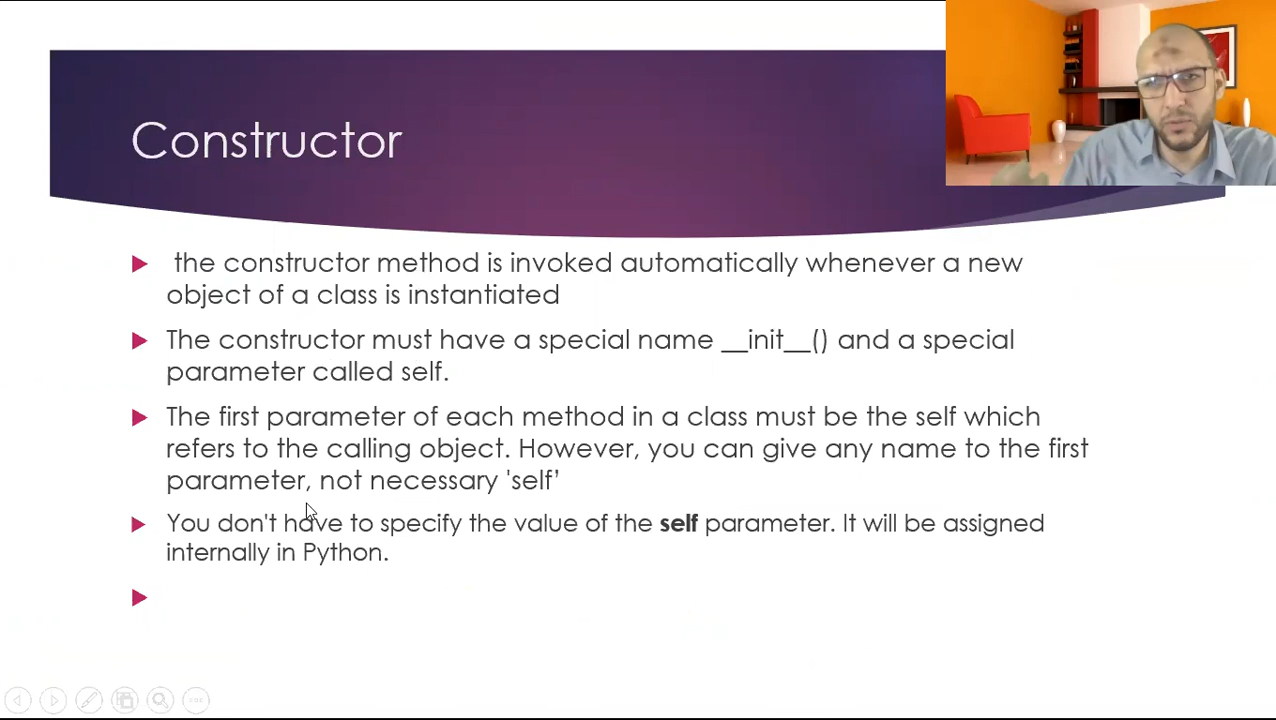 Constructor
the constructor method is invoked automatically whenever a new
object of a class is instantiated
The constructor must have a special name __init__() and a special
parameter called self.
The first parameter of each method in a class must be the self which
refers to the calling object. However, you can give any name to the first
parameter, not necessary 'self’
You don't have to specify the value of the self parameter. It will be assigned
internally in Python.